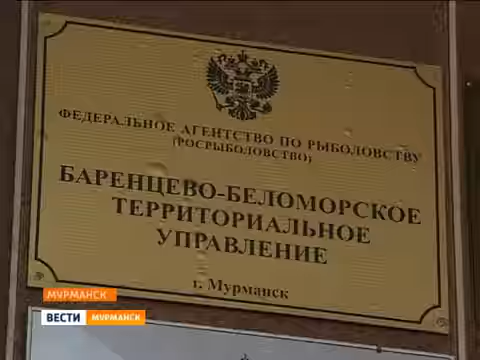 ФЕДЕРАЛЬНОЕ АГЕНТСТВО ПО РЫБОЛОВСТВУ
(РОСРЫБОЛОВСТВО)
БАРЕНЦЕВО-БЕЛОМОРСКОЕ
ТЕРРИТОРИАЛЬНОЕ
УПРАВЛЕНИЕ
г. Мурманск
МУРМАНСК
ВЕСТИ МУРМАНСК